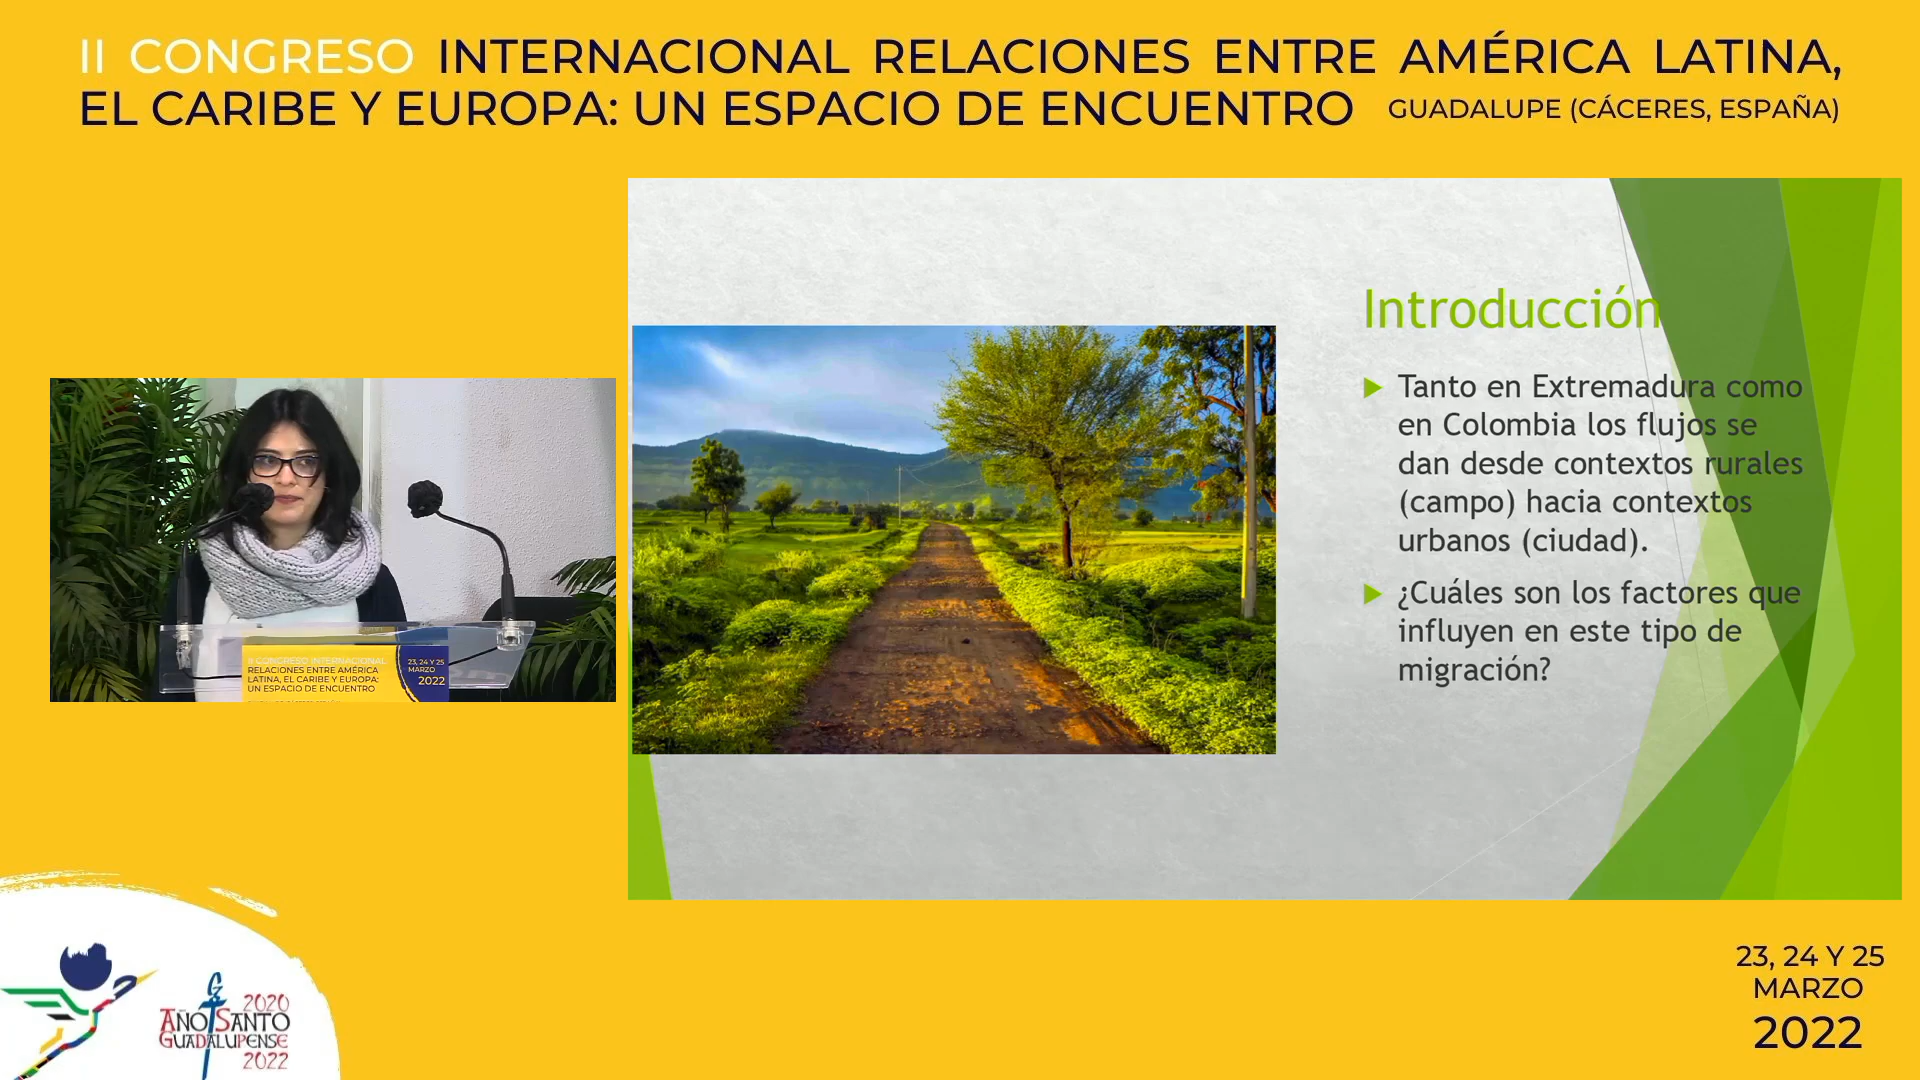 II CONGRESO INTERNACIONAL RELACIONES ENTRE AMÉRICA LATINA,
EL CARIBE Y EUROPA: UN ESPACIO DE ENCUENTRO GUADALUPE (CÁCERES, ESPAÑA)
Introducción
Tanto en Extremadura como
en Colombia los flujos se
dan desde contextos rurales
(campo) hacia contextos
urbanos (ciudad).
¿Cuáles son los factores que
influyen en este tipo de
migración?
II CONGRESO INTERNACIONAL
RELACIONES ENTRE AMÉRICA
LATINA, EL CARIBE Y EUROPA:
UN ESPACIO DE ENCUENTRO
23, 24 Y 25
MARZO
2022
2020
AÑO SANTO
GUADALUPENSE
2022
23, 24 Y 25
MARZO
2022